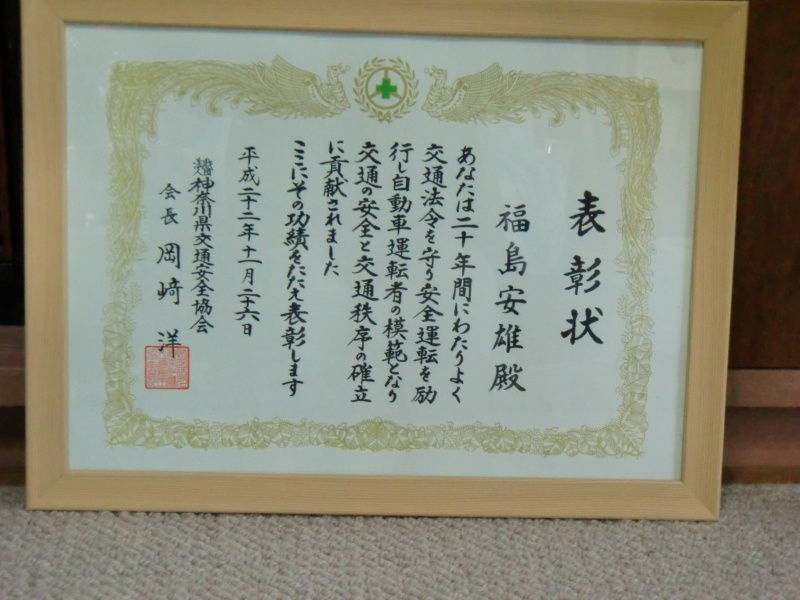 表彰状
福島安雄殿
あなたは二十年間にわたりよく
交通法令を守り安全運転を励
行し自動車運転者の模範となり
交通の安全と交通秩序の確立
に貢献されました
ここにその功績をたたえ表彰します
平成二十二年十一月二十六日
神奈川県交通安全協会
会長 岡崎 洋